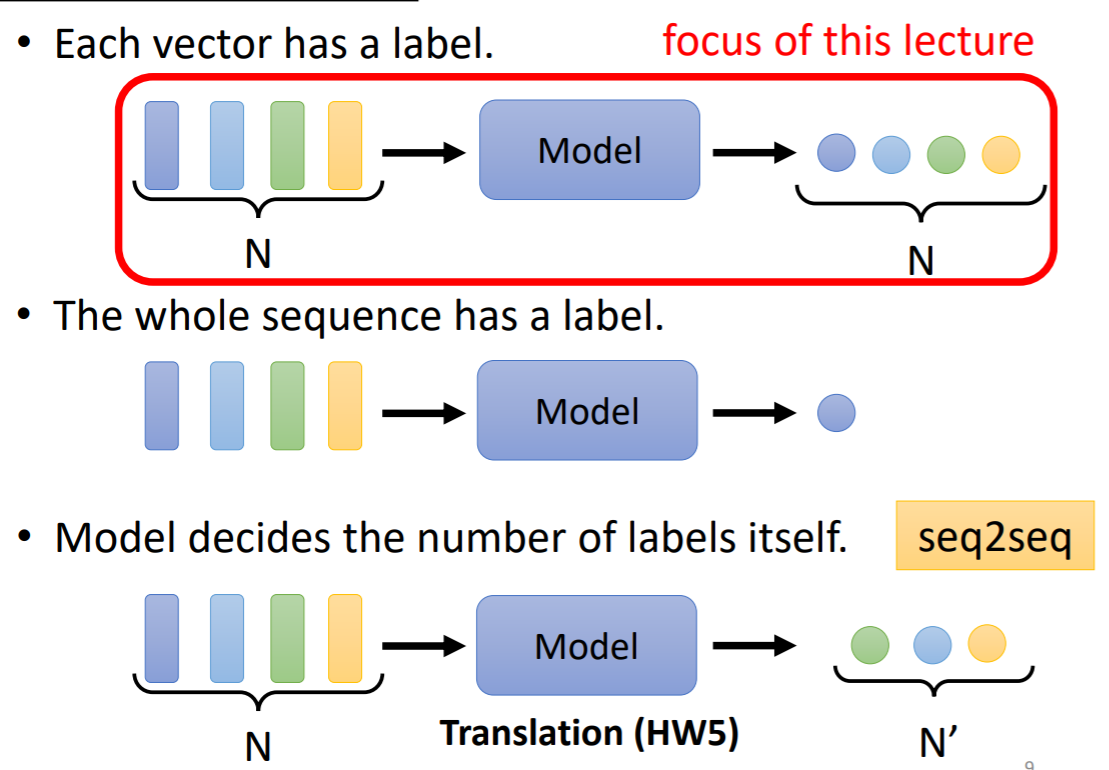 • Each vector has a label.
focus of this lecture
Model
N
N
• The whole sequence has a label.
Model
• Model decides the number of labels itself.
seq2seq
Model
Translation (HW5)
N
N’
9